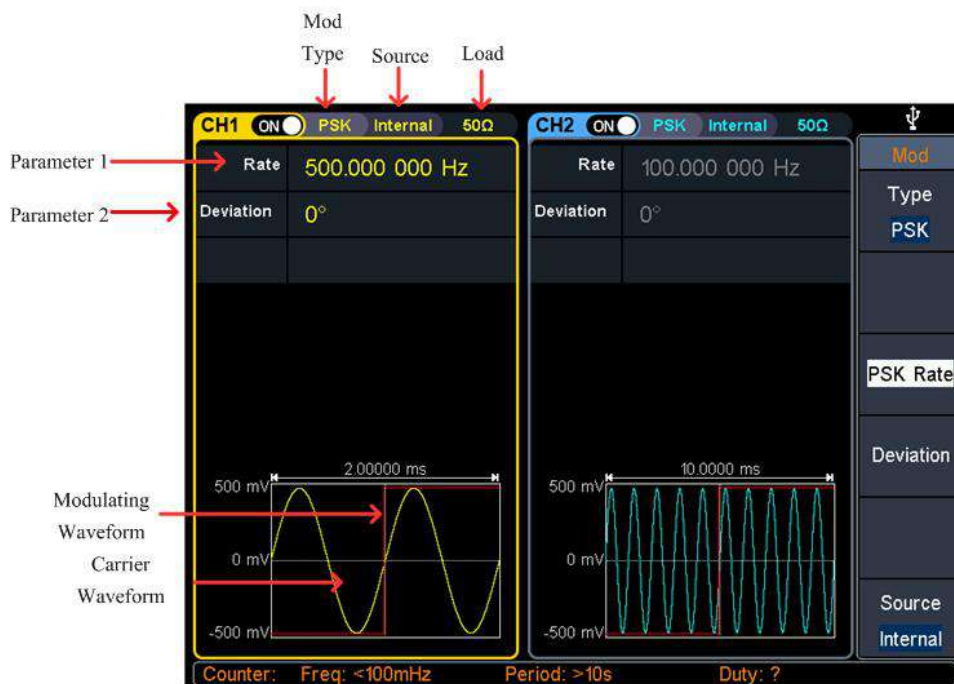 Mod
Type Source Load
CH1 ON PSK Internal 50Ω
CH2 ON PSK Internal 50Ω
Parameter 1
Rate 500.000 000 Hz
Parameter 2
Deviation 0°
Rate 100.000 000 Hz
Deviation 0°
Mod
Type
PSK
PSK Rate
Deviation
Source
Internal
2.00000 ms
500 mV
0 mV
-500 mV
Modulating
Waveform
Carrier
Waveform
10.0000 ms
500 mV
0 mV
-500 mV
Counter: Freq: <100mHz Period: >10s Duty: ?